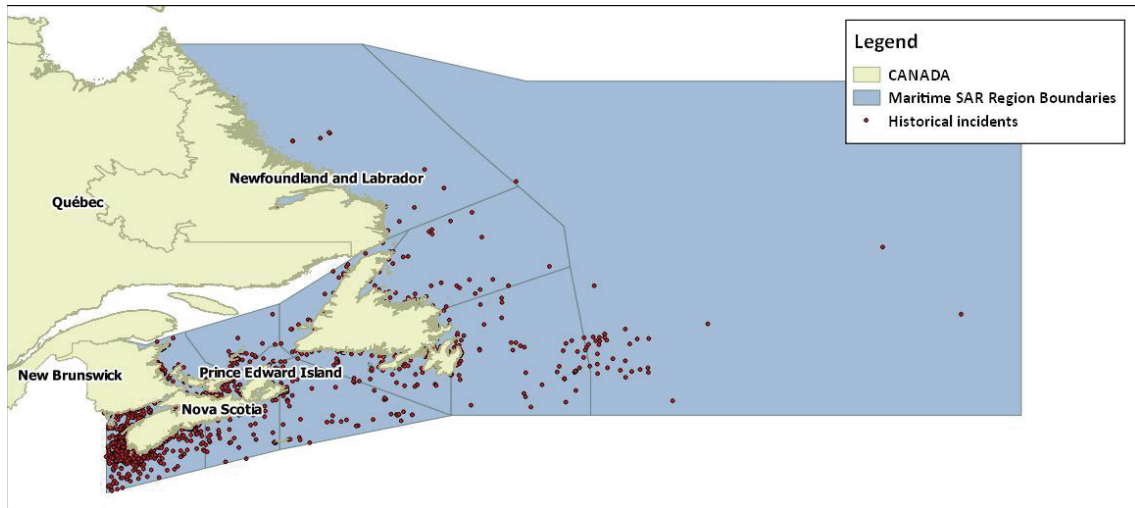 Legend
CANADA
Maritime SAR Region Boundaries
Historical incidents
Newfoundland and Labrador
Québec
Prince Edward Island
New Brunswick
Nova Scotia